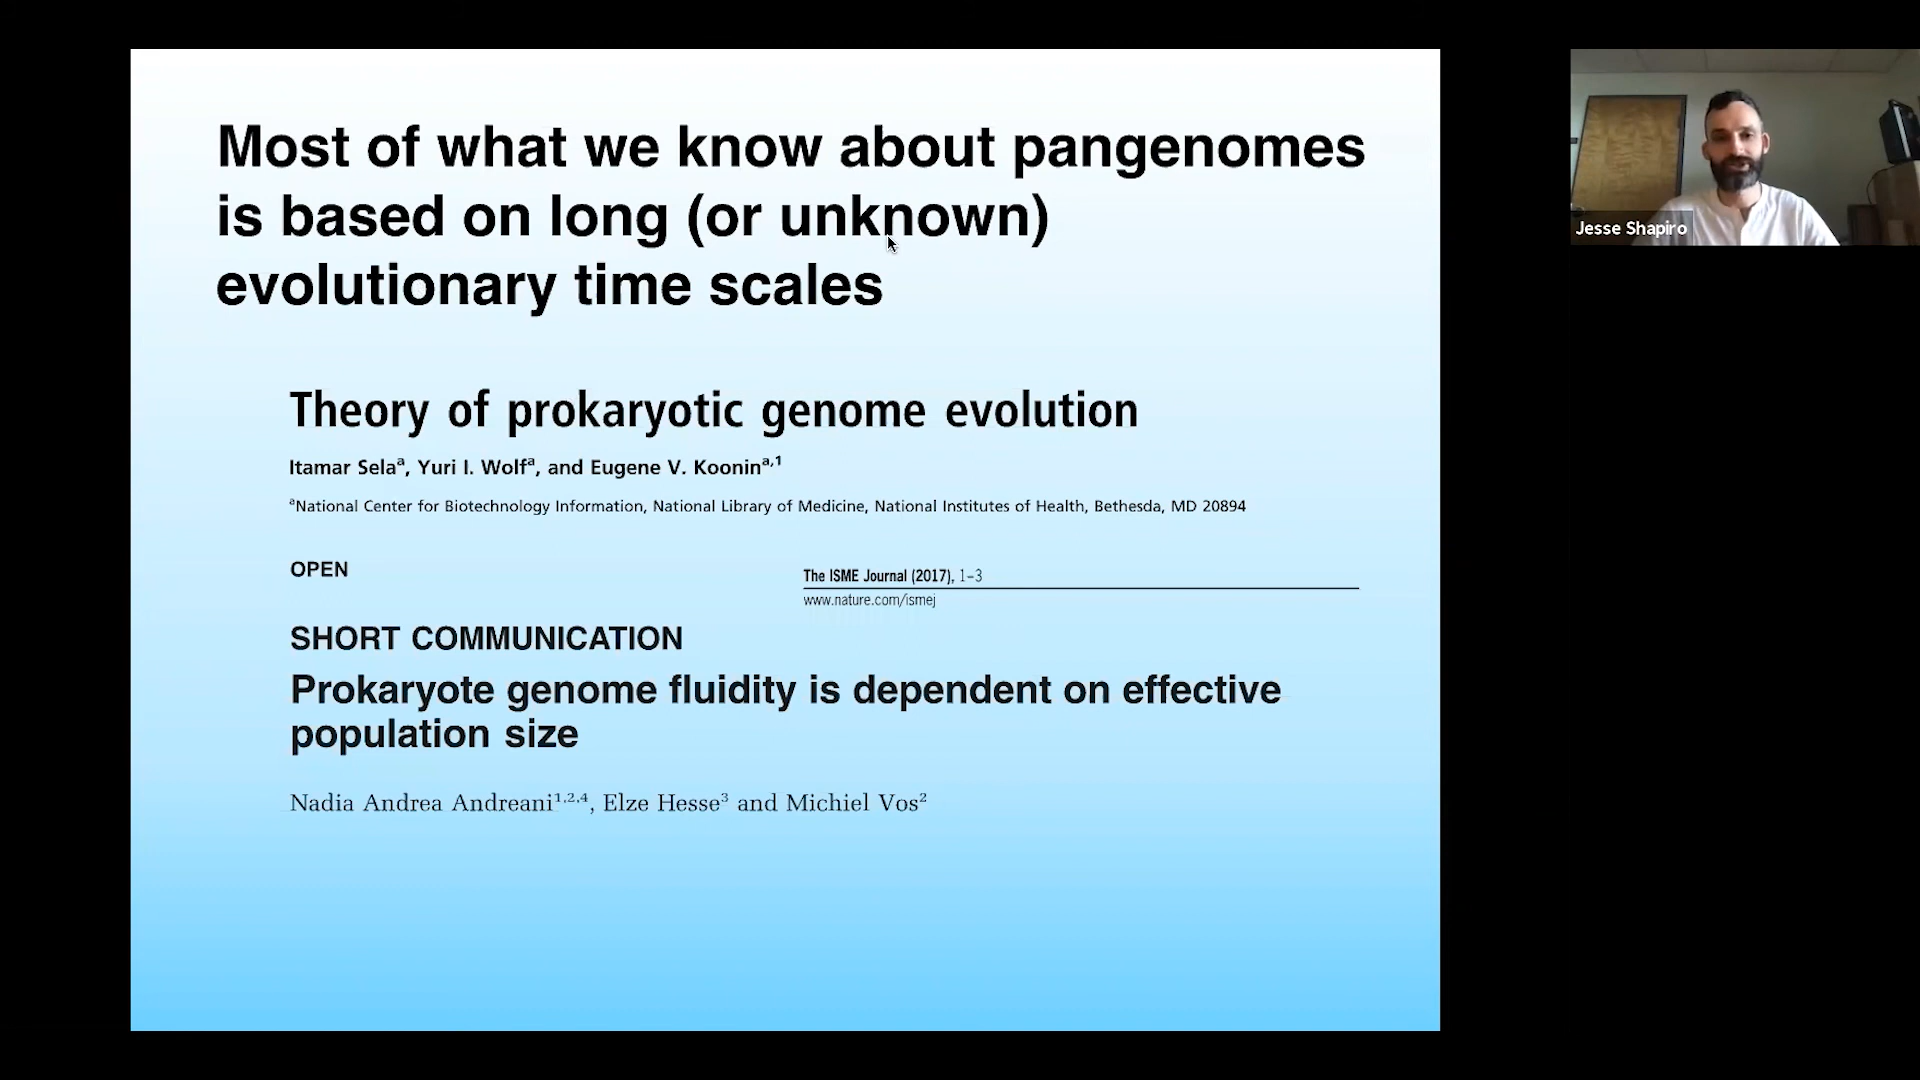 Most of what we know about pangenomes
is based on long (or unknown)
evolutionary time scales
Theory of prokaryotic genome evolution
Itamar Selaᵃ, Yuri I. Wolfᵃ, and Eugene V. Kooninᵃ,¹
ᵃNational Center for Biotechnology Information, National Library of Medicine, National Institutes of Health, Bethesda, MD 20894
OPEN
The ISME Journal (2017), 1–3
www.nature.com/ismej
SHORT COMMUNICATION
Prokaryote genome fluidity is dependent on effective
population size
Nadia Andrea Andreani¹,²,⁴, Elze Hesse³ and Michiel Vos²
Jesse Shapiro